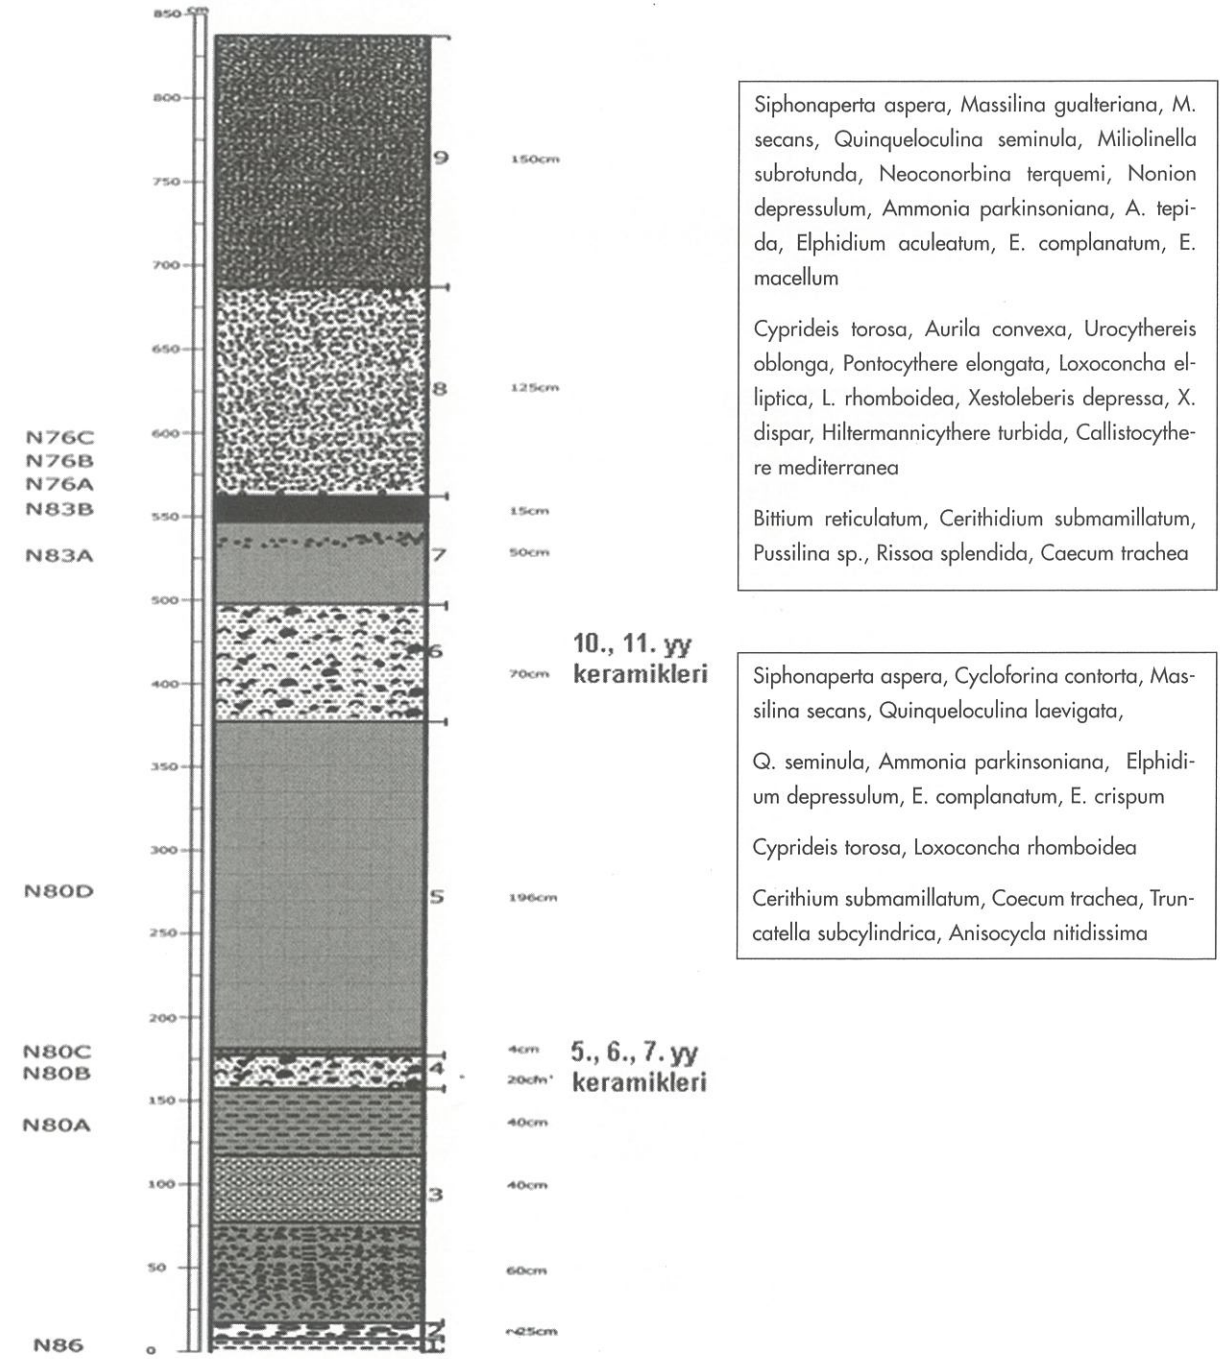 850 cm
800
750
700
650
600
550
500
400
350
300
250
200
150
100
50
0
N76C
N76B
N76A
N83B
N83A
N80D
N80C
N80B
N80A
N86
9
8
7
6
5
4
3
2
1
150cm
125cm
15cm
50cm
70cm
196cm
4cm
20cm
40cm
40cm
60cm
~25cm
10., 11. yy
keramikleri
5., 6., 7. yy
keramikleri
Siphonaperta aspera, Massilina gualteriana, M.
secans, Quinqueloculina seminula, Miliolinella
subrotunda, Neoconorbina terquemi, Nonion
depressulum, Ammonia parkinsoniana, A. tepi-
da, Elphidium aculeatum, E. complanatum, E.
macellum
Cyprideis torosa, Aurila convexa, Urocythereis
oblonga, Pontocythere elongata, Loxoconcha el-
liptica, L. rhomboidea, Xestoleberis depressa, X.
dispar, Hiltermannicythere turbida, Callistocythe-
re mediterranea
Bittium reticulatum, Cerithidium submamillatum,
Pussilina sp., Rissoa splendida, Caecum trachea
Siphonaperta aspera, Cycloforina contorta, Mas-
silina secans, Quinqueloculina laevigata,
Q. seminula, Ammonia parkinsoniana, Elphidi-
um depressulum, E. complanatum, E. crispum
Cyprideis torosa, Loxoconcha rhomboidea
Cerithium submamillatum, Coecum trachea, Trun-
catella subcylindrica, Anisocycla nitidissima